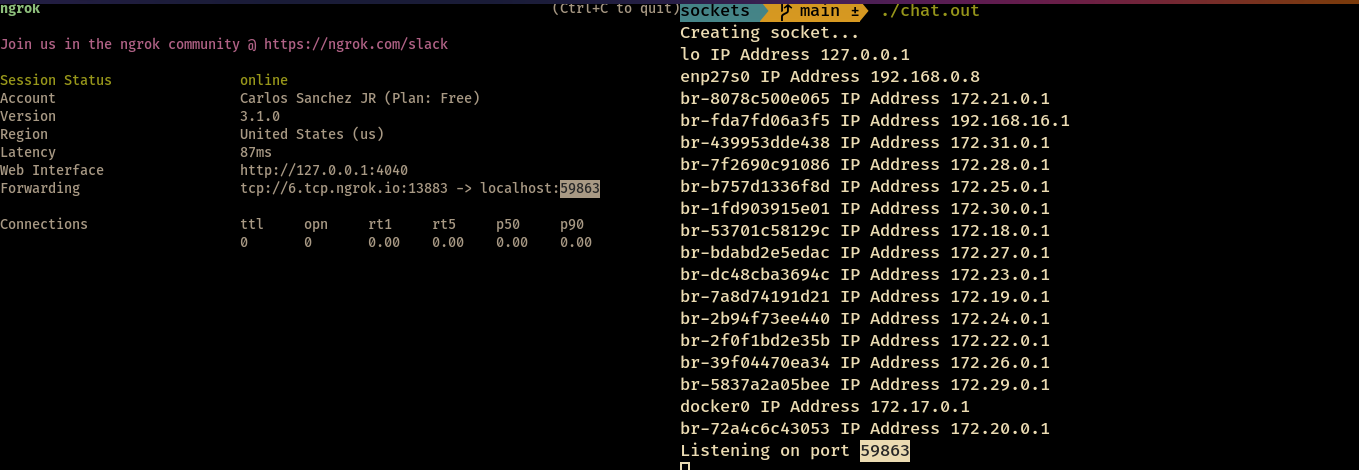 ngrok (Ctrl+C to quit)
Join us in the ngrok community @ https://ngrok.com/slack
Session Status online
Account Carlos Sanchez JR (Plan: Free)
Version 3.1.0
Region United States (us)
Latency 87ms
Web Interface http://127.0.0.1:4040
Forwarding tcp://6.tcp.ngrok.io:13883 -> localhost:59863
Connections ttl opn rt1 rt5 p50 p90
0 0 0.00 0.00 0.00 0.00
sockets main ± ./chat.out
Creating socket...
lo IP Address 127.0.0.1
enp27s0 IP Address 192.168.0.8
br-8078c500e065 IP Address 172.21.0.1
br-fda7fd06a3f5 IP Address 192.168.16.1
br-439953dde438 IP Address 172.31.0.1
br-7f2690c91086 IP Address 172.28.0.1
br-b757d1336f8d IP Address 172.25.0.1
br-1fd903915e01 IP Address 172.30.0.1
br-53701c58129c IP Address 172.18.0.1
br-bdabd2e5edac IP Address 172.27.0.1
br-dc48cba3694c IP Address 172.23.0.1
br-7a8d74191d21 IP Address 172.19.0.1
br-2b94f73ee440 IP Address 172.24.0.1
br-2f0f1bd2e35b IP Address 172.22.0.1
br-39f04470ea34 IP Address 172.26.0.1
br-5837a2a05bee IP Address 172.29.0.1
docker0 IP Address 172.17.0.1
br-72a4c6c43053 IP Address 172.20.0.1
Listening on port 59863